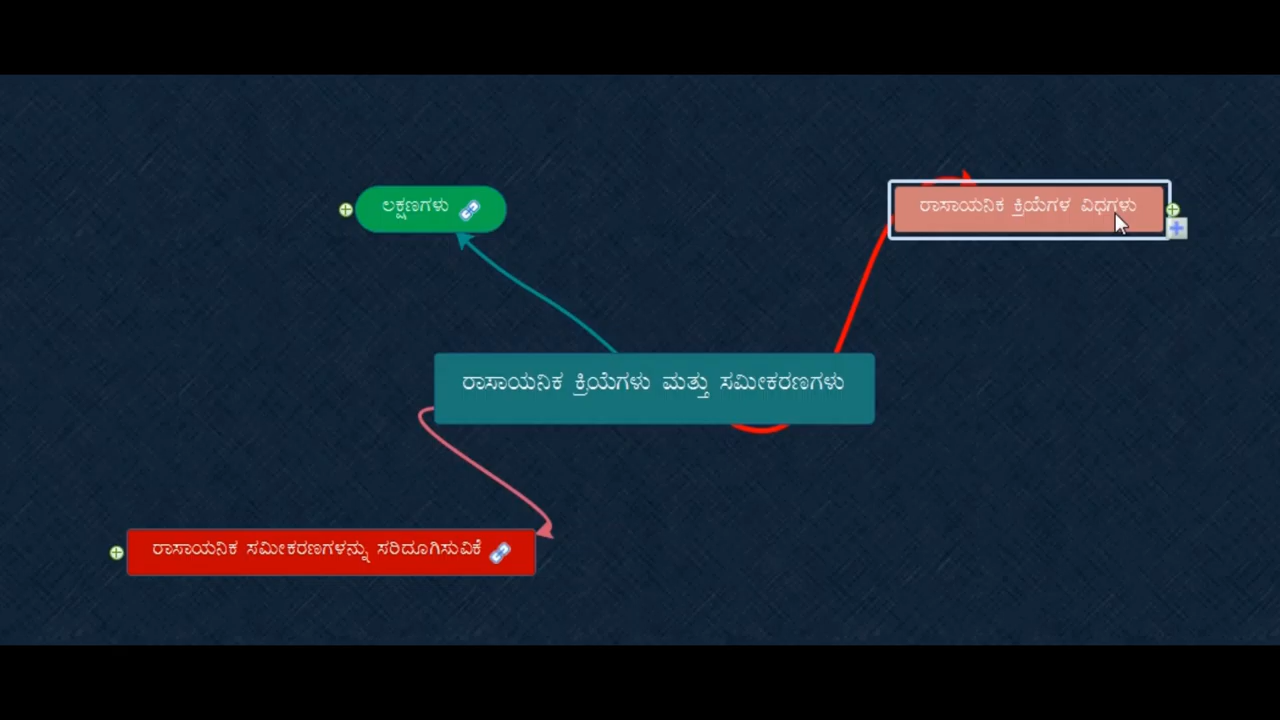 ಲಕ್ಷಣಗಳು
ರಾಸಾಯನಿಕ ಕ್ರಿಯೆಗಳ ವಿಧಗಳು
ರಾಸಾಯನಿಕ ಕ್ರಿಯೆಗಳು ಮತ್ತು ಸಮೀಕರಣಗಳು
ರಾಸಾಯನಿಕ ಸಮೀಕರಣಗಳನ್ನು ಸರಿದೂಗಿಸುವಿಕೆ